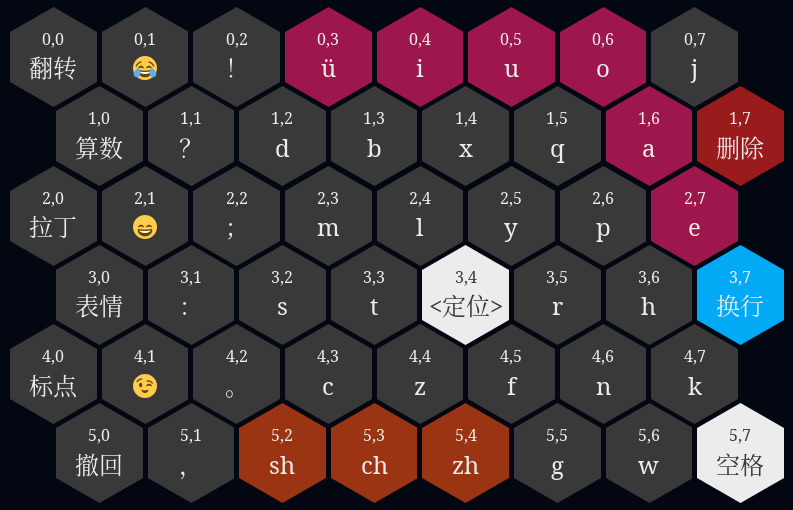 0,0 0,1 0,2 0,3 0,4 0,5 0,6 0,7
翻转 😂 ! ü i u o j
1,0 1,1 1,2 1,3 1,4 1,5 1,6 1,7
算数 ? d b x q a 删除
2,0 2,1 2,2 2,3 2,4 2,5 2,6 2,7
拉丁 😄 ; m l y p e
3,0 3,1 3,2 3,3 3,4 3,5 3,6 3,7
表情 : s t <定位> r h 换行
4,0 4,1 4,2 4,3 4,4 4,5 4,6 4,7
标点 😉 。 c z f n k
5,0 5,1 5,2 5,3 5,4 5,5 5,6 5,7
撤回 , sh ch zh g w 空格